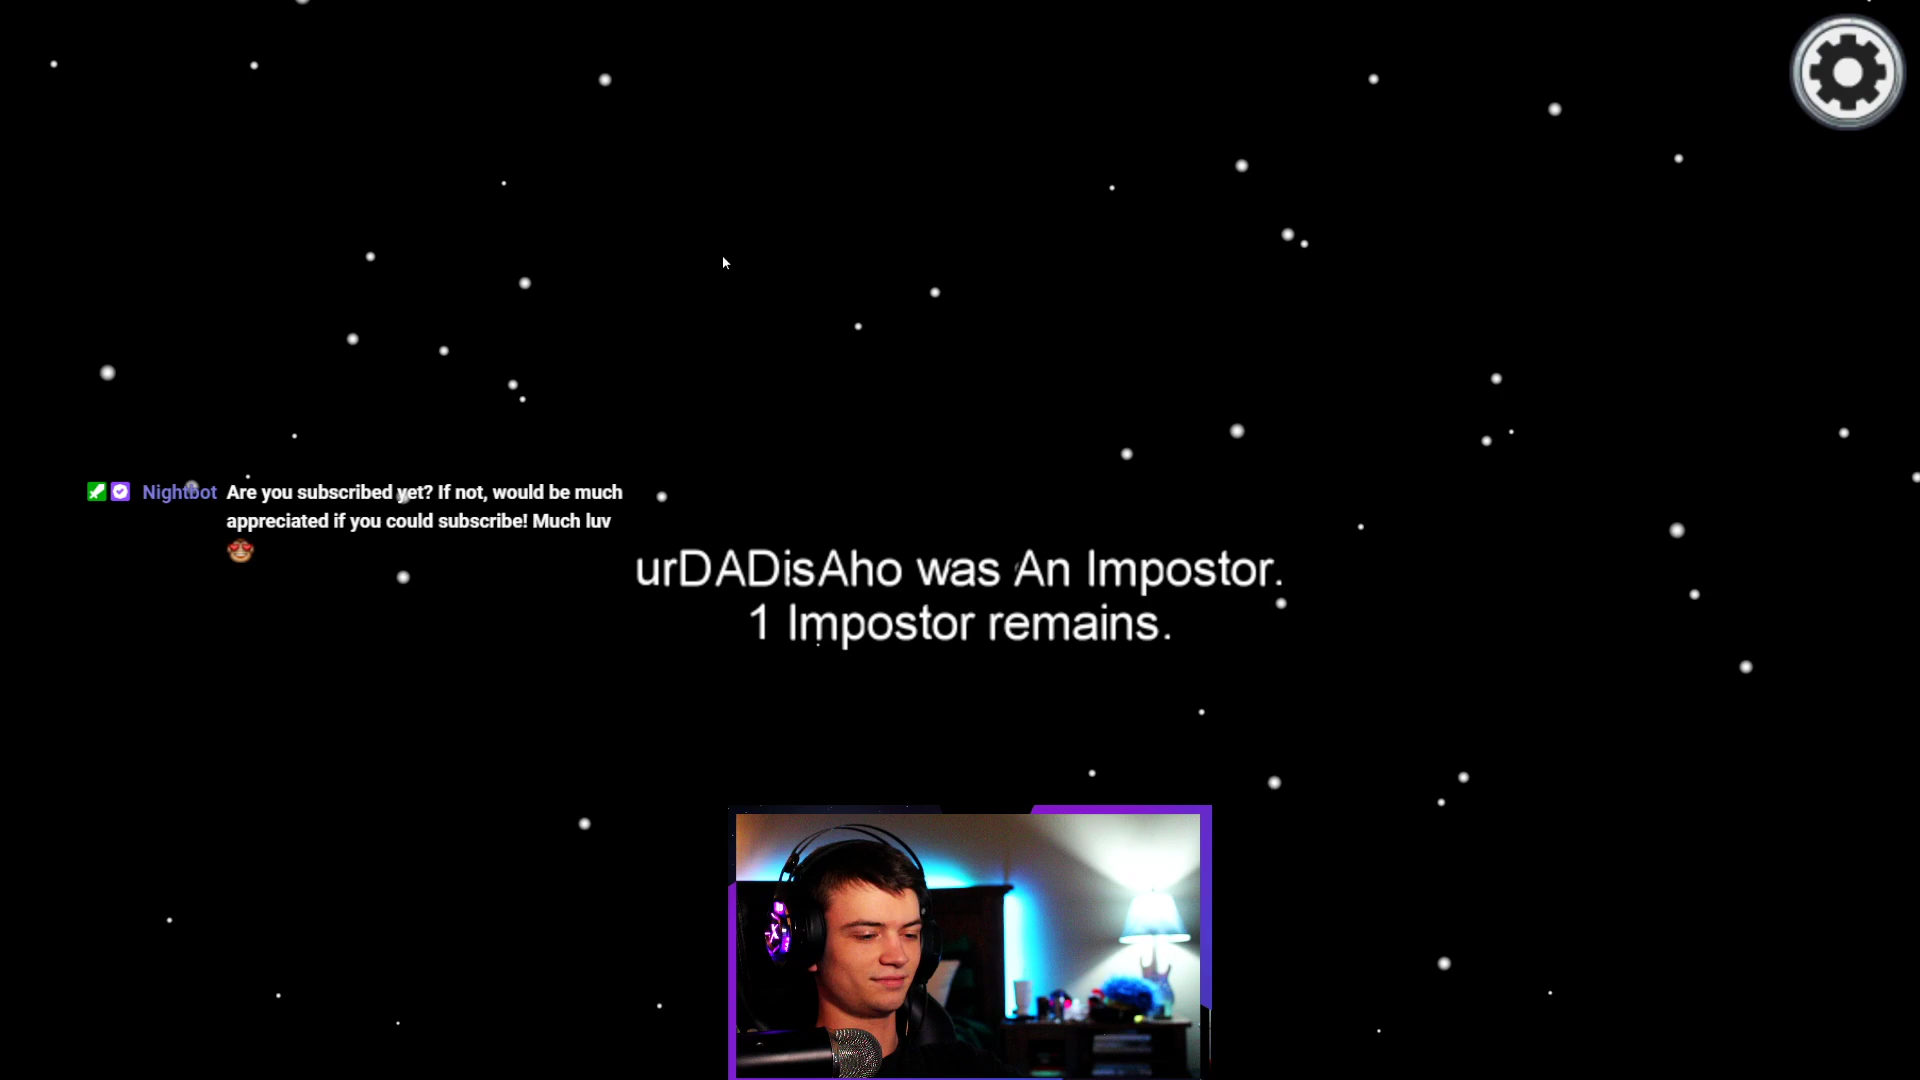 Nightbot Are you subscribed yet? If not, would be much
appreciated if you could subscribe! Much luv
urDADisAho was An Impostor.
1 Impostor remains.